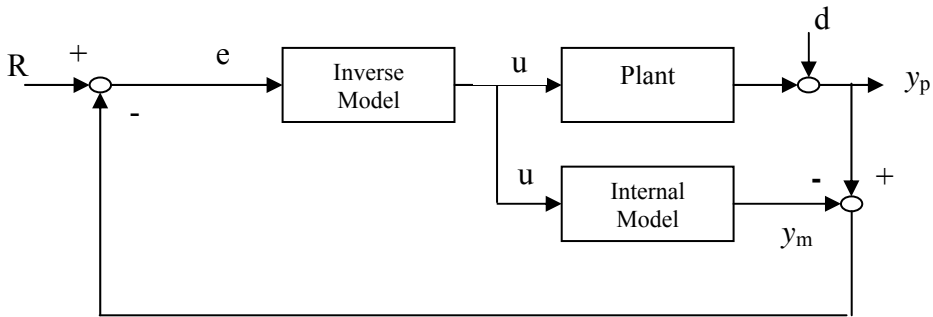 d
R
+
e
Inverse
Model
u
Plant
yp
-
u
Internal
Model
-
+
ym